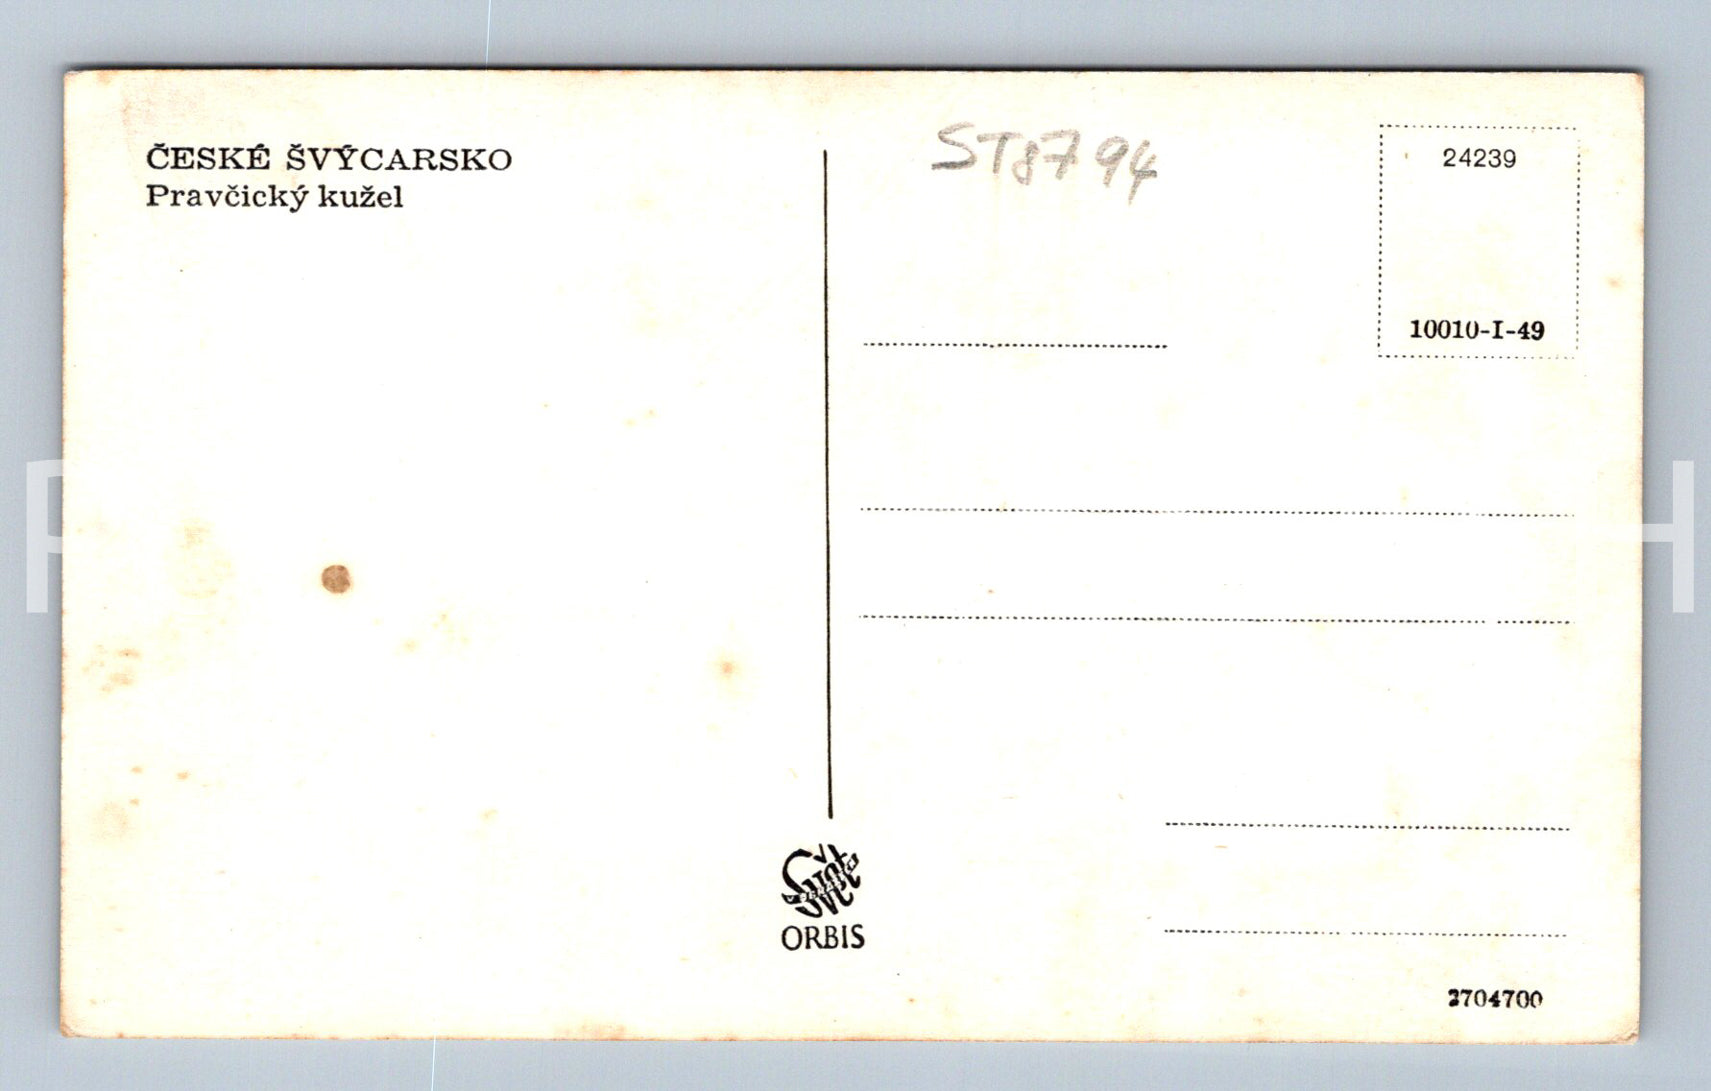 ČESKÉ ŠVÝCARSKO
Pravčický kužel
ST8794
24239
10010-I-49
ORBIS
2704700